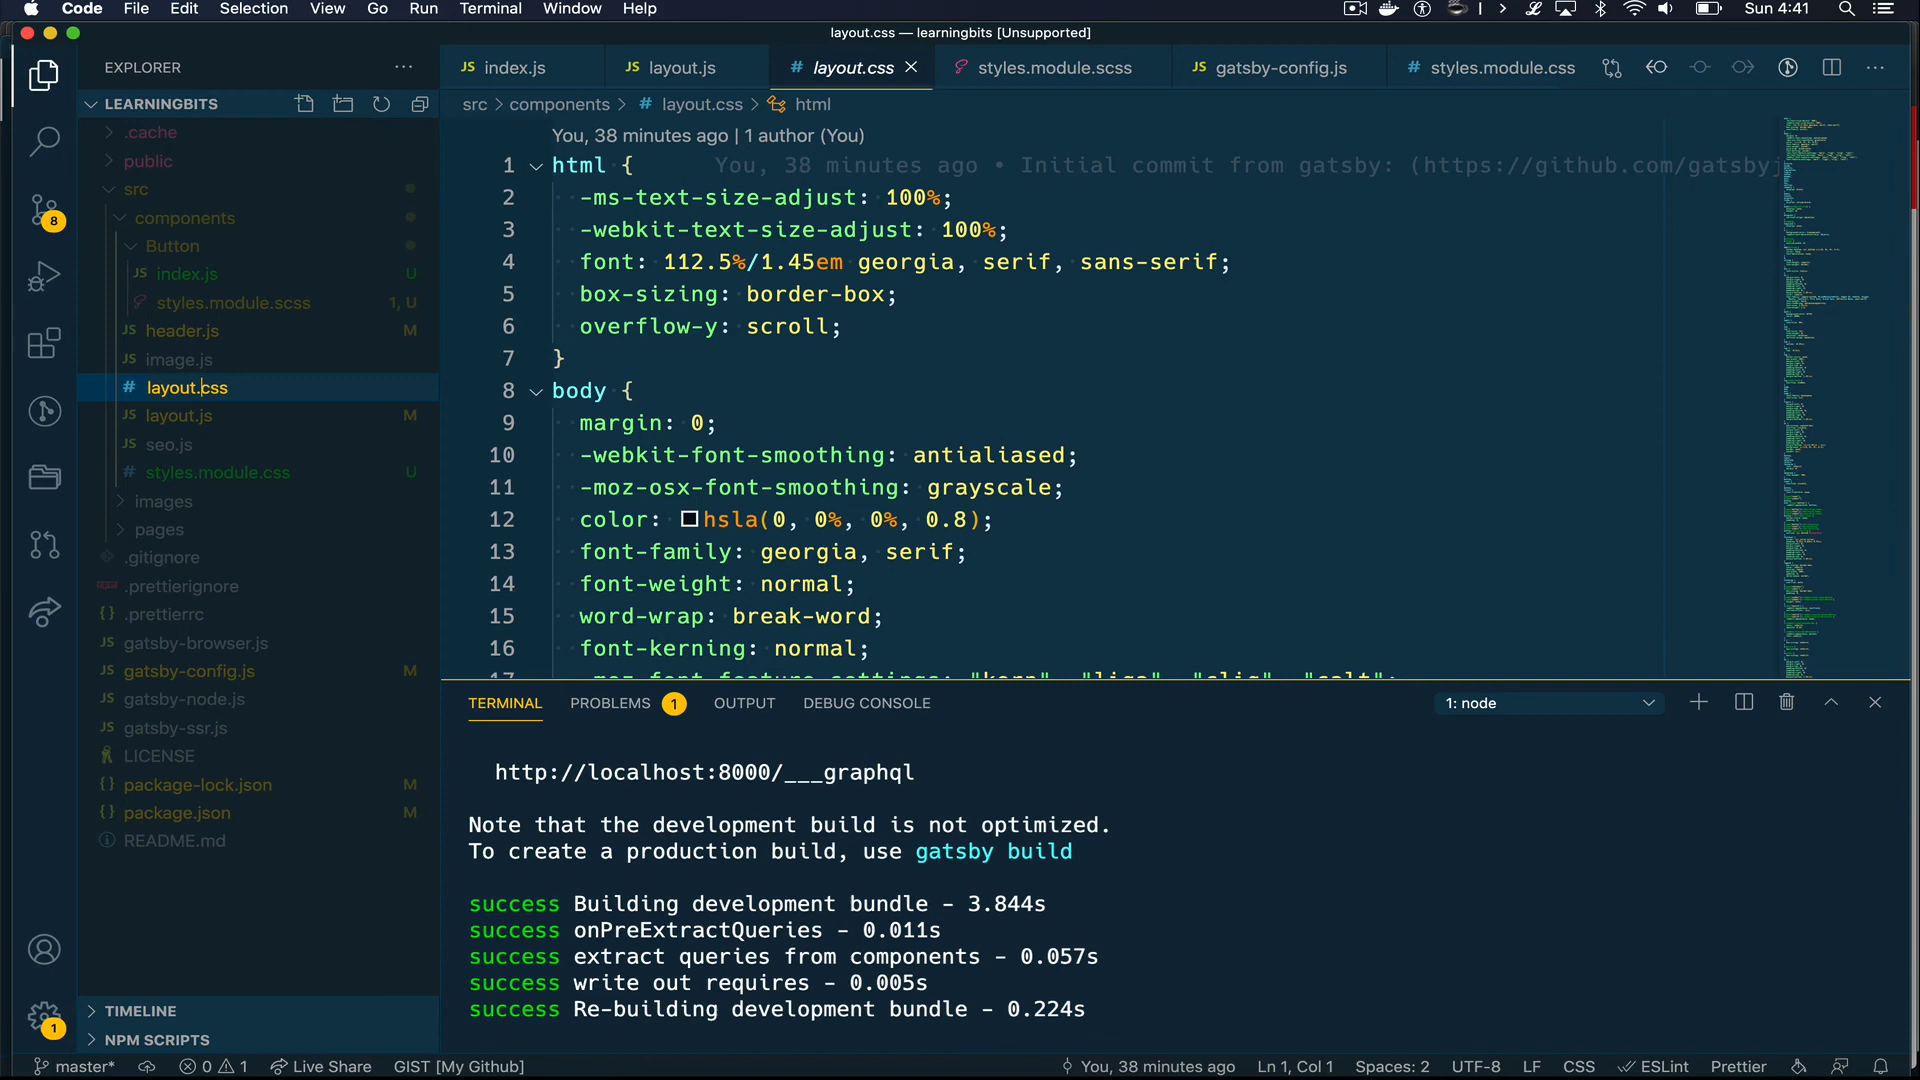 Code File Edit Selection View Go Run Terminal Window Help Sun 4:41
layout.css — learningbits [Unsupported]
EXPLORER
LEARNINGBITS
.cache
public
src
components
Button
JS index.js U
styles.module.scss 1, U
JS header.js M
JS image.js
# layout.css
JS layout.js M
JS seo.js
# styles.module.css U
images
pages
.gitignore
.prettierignore
{} .prettierrc
JS gatsby-browser.js
JS gatsby-config.js M
JS gatsby-node.js
JS gatsby-ssr.js
LICENSE
{} package-lock.json M
{} package.json M
README.md
TIMELINE
NPM SCRIPTS
8
1
JS index.js JS layout.js # layout.css styles.module.scss JS gatsby-config.js # styles.module.css
src > components > # layout.css > html
You, 38 minutes ago | 1 author (You)
1 html { You, 38 minutes ago • Initial commit from gatsby: (https://github.com/gatsbyj
2 -ms-text-size-adjust: 100%;
3 -webkit-text-size-adjust: 100%;
4 font: 112.5%/1.45em georgia, serif, sans-serif;
5 box-sizing: border-box;
6 overflow-y: scroll;
7 }
8 body {
9 margin: 0;
10 -webkit-font-smoothing: antialiased;
11 -moz-osx-font-smoothing: grayscale;
12 color: hsla(0, 0%, 0%, 0.8);
13 font-family: georgia, serif;
14 font-weight: normal;
15 word-wrap: break-word;
16 font-kerning: normal;
17 -moz-font-feature-settings: "kern", "liga", "clig", "calt";
TERMINAL PROBLEMS 1 OUTPUT DEBUG CONSOLE 1: node
http://localhost:8000/___graphql
Note that the development build is not optimized.
To create a production build, use gatsby build
success Building development bundle - 3.844s
success onPreExtractQueries - 0.011s
success extract queries from components - 0.057s
success write out requires - 0.005s
success Re-building development bundle - 0.224s
master* 0 1 Live Share GIST [My Github] You, 38 minutes ago Ln 1, Col 1 Spaces: 2 UTF-8 LF CSS ESLint Prettier